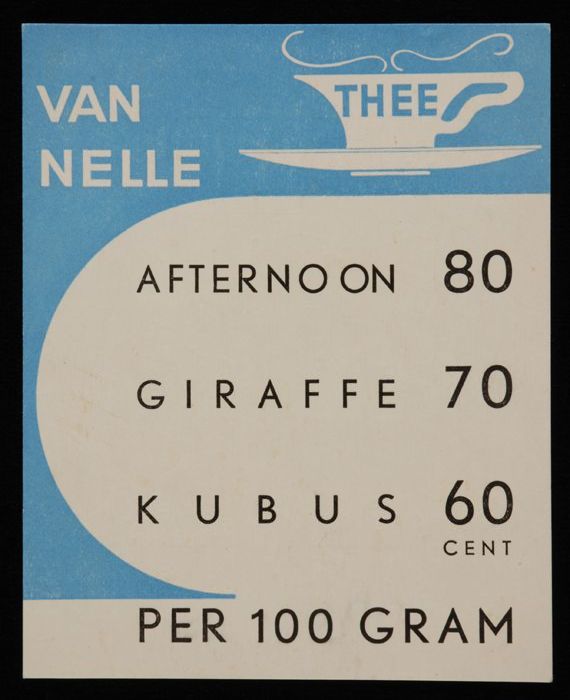 VAN
NELLE
THEE
AFTERNOON 80
GIRAFFE 70
KUBUS 60
CENT
PER 100 GRAM